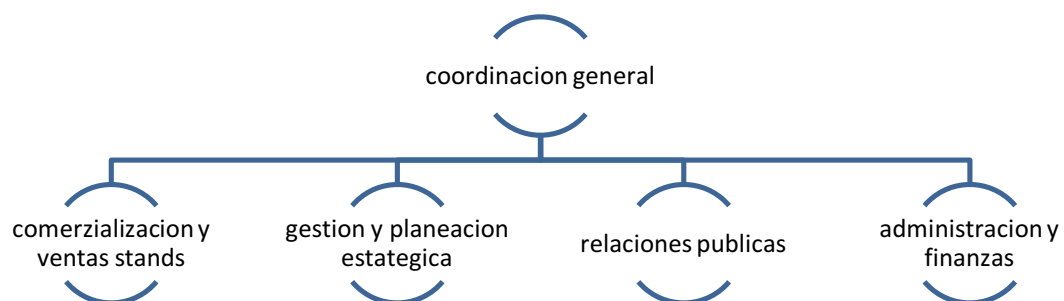 coordinacion general
comerzializacion y
ventas stands
gestion y planeacion
estategica
relaciones publicas
administracion y
finanzas